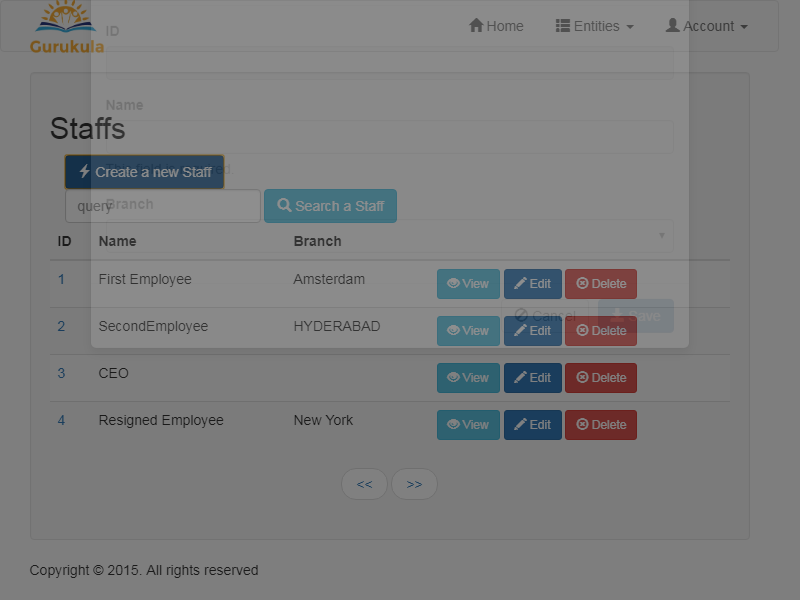 Gurukula
Home Entities Account
ID
Name
Staffs
This field is required
Create a new Staff
Branch
query Search a Staff
ID Name Branch
1 First Employee Amsterdam View Edit Delete
Cancel Save
2 SecondEmployee HYDERABAD View Edit Delete
3 CEO View Edit Delete
4 Resigned Employee New York View Edit Delete
<< >>
Copyright © 2015. All rights reserved